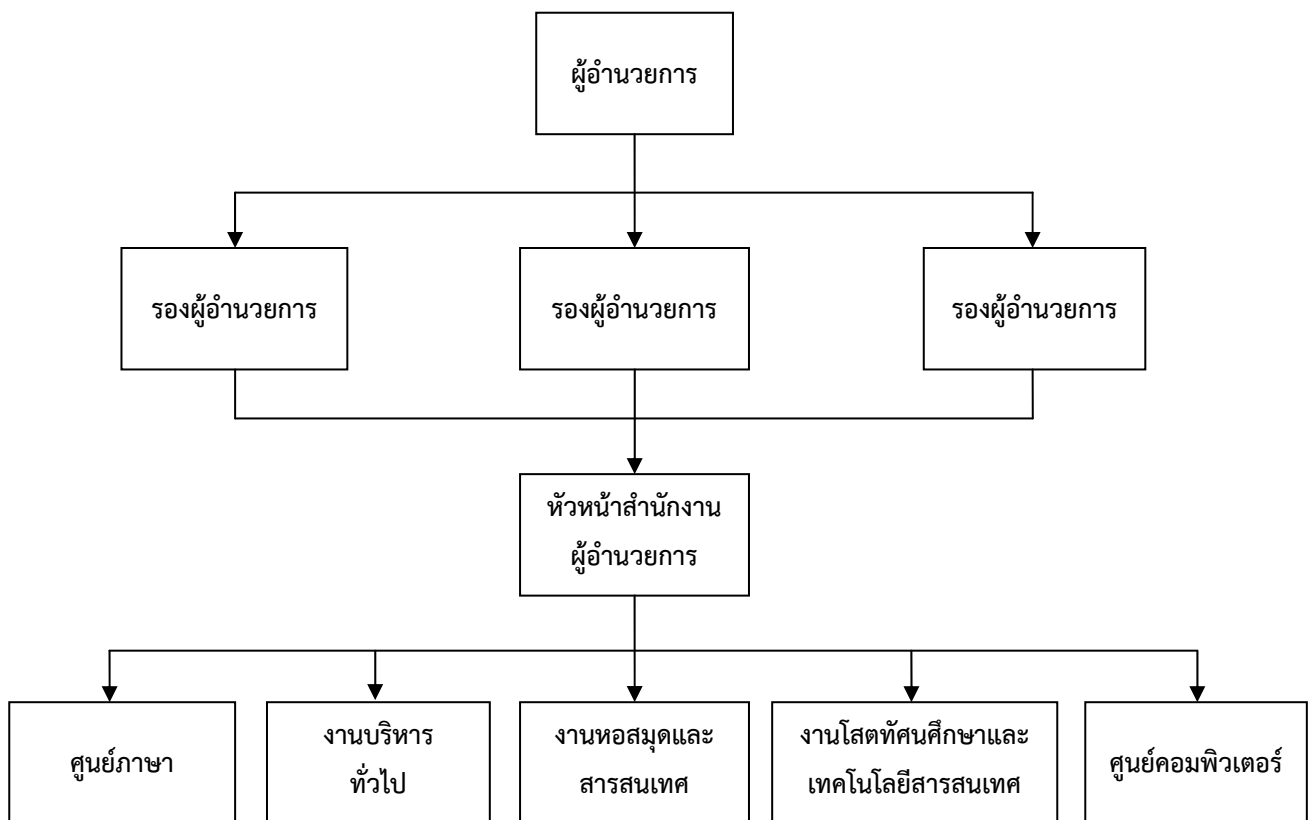 ผู้อำนวยการ
รองผู้อำนวยการ
รองผู้อำนวยการ
รองผู้อำนวยการ
หัวหน้าสำนักงาน
ผู้อำนวยการ
ศูนย์ภาษา
งานบริหาร
ทั่วไป
งานหอสมุดและ
สารสนเทศ
งานโสตทัศนศึกษาและ
เทคโนโลยีสารสนเทศ
ศูนย์คอมพิวเตอร์